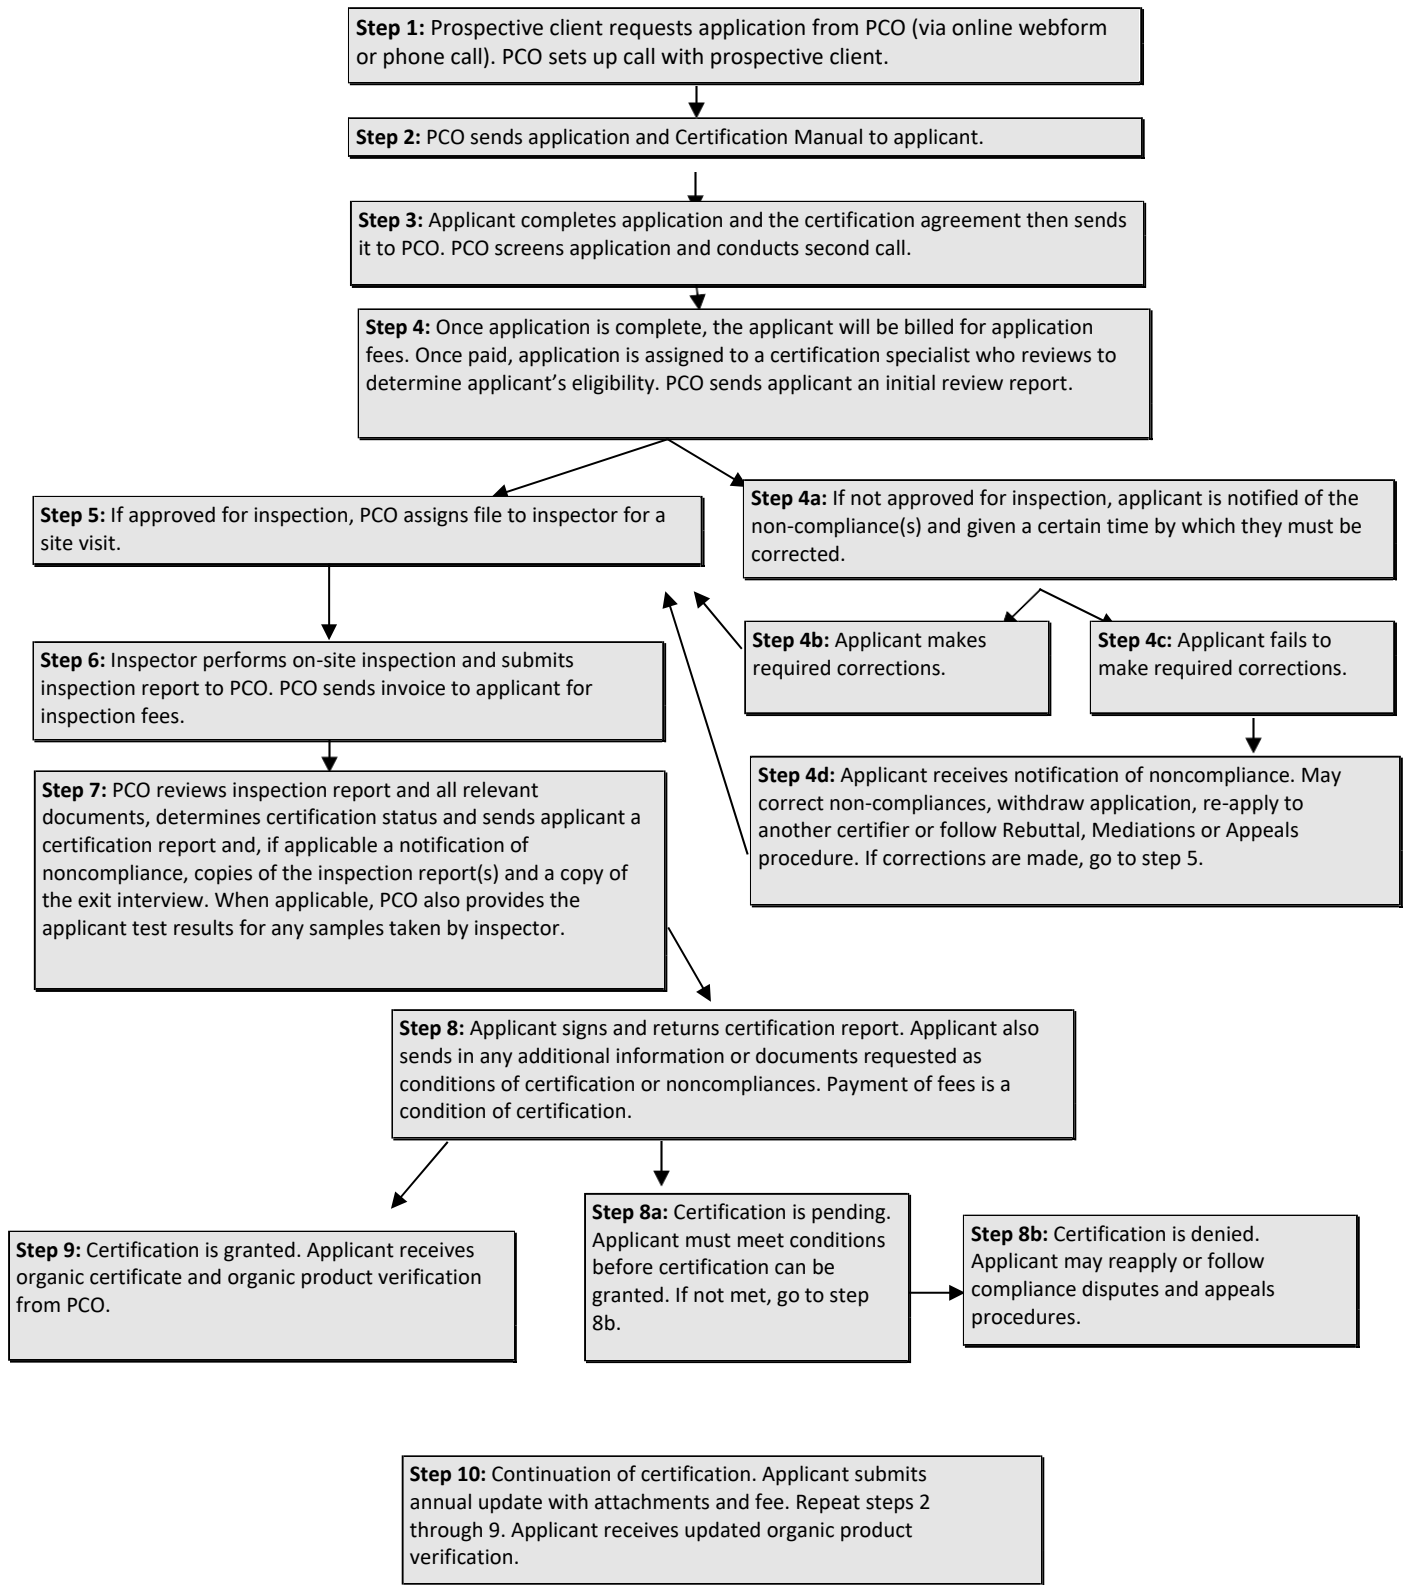 Step 1: Prospective client requests application from PCO (via online webform
or phone call). PCO sets up call with prospective client.
Step 2: PCO sends application and Certification Manual to applicant.
Step 3: Applicant completes application and the certification agreement then sends
it to PCO. PCO screens application and conducts second call.
Step 4: Once application is complete, the applicant will be billed for application
fees. Once paid, application is assigned to a certification specialist who reviews to
determine applicant’s eligibility. PCO sends applicant an initial review report.
Step 5: If approved for inspection, PCO assigns file to inspector for a
site visit.
Step 4a: If not approved for inspection, applicant is notified of the
non-compliance(s) and given a certain time by which they must be
corrected.
Step 4b: Applicant makes
required corrections.
Step 4c: Applicant fails to
make required corrections.
Step 6: Inspector performs on-site inspection and submits
inspection report to PCO. PCO sends invoice to applicant for
inspection fees.
Step 4d: Applicant receives notification of noncompliance. May
correct non-compliances, withdraw application, re-apply to
another certifier or follow Rebuttal, Mediations or Appeals
procedure. If corrections are made, go to step 5.
Step 7: PCO reviews inspection report and all relevant
documents, determines certification status and sends applicant a
certification report and, if applicable a notification of
noncompliance, copies of the inspection report(s) and a copy of
the exit interview. When applicable, PCO also provides the
applicant test results for any samples taken by inspector.
Step 8: Applicant signs and returns certification report. Applicant also
sends in any additional information or documents requested as
conditions of certification or noncompliances. Payment of fees is a
condition of certification.
Step 9: Certification is granted. Applicant receives
organic certificate and organic product verification
from PCO.
Step 8a: Certification is pending.
Applicant must meet conditions
before certification can be
granted. If not met, go to step
8b.
Step 8b: Certification is denied.
Applicant may reapply or follow
compliance disputes and appeals
procedures.
Step 10: Continuation of certification. Applicant submits
annual update with attachments and fee. Repeat steps 2
through 9. Applicant receives updated organic product
verification.